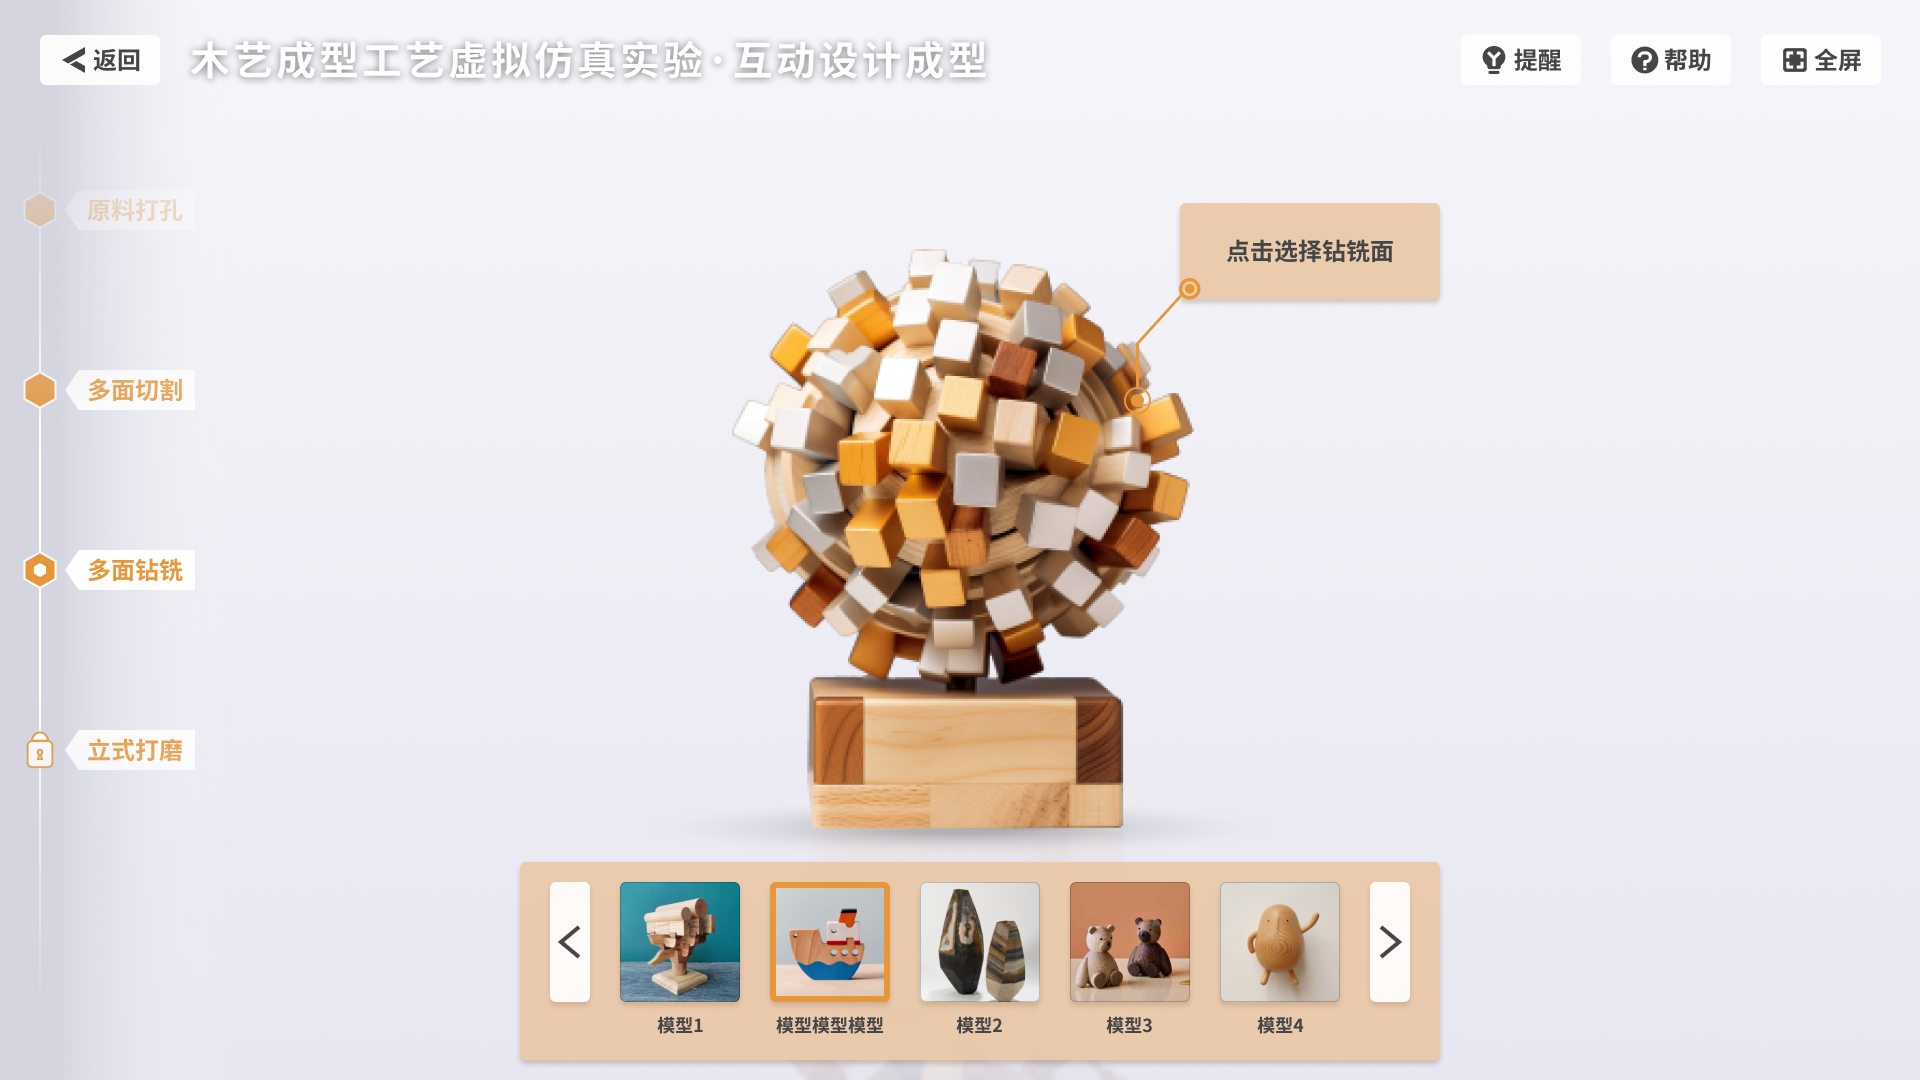 返回
木艺成型工艺虚拟仿真实验·互动设计成型
提醒
帮助
全屏
原料打孔
多面切割
多面钻铣
立式打磨
点击选择钻铣面
模型1
模型模型模型
模型2
模型3
模型4